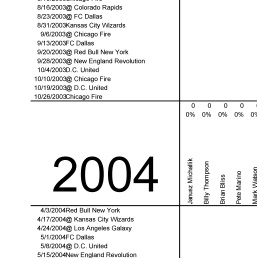 8/16/2003@ Colorado Rapids
8/23/2003@ FC Dallas
8/31/2003Kansas City Wizards
9/6/2003@ Chicago Fire
9/13/2003FC Dallas
9/20/2003@ Red Bull New York
9/28/2003@ New England Revolution
10/4/2003D.C. United
10/10/2003@ Chicago Fire
10/19/2003@ D.C. United
10/26/2003Chicago Fire
0 0 0 0
0% 0% 0% 0%
2004
Janusz Michallik
Billy Thompson
Brian Bliss
Pete Marino
Mark Watson
4/3/2004Red Bull New York
4/17/2004@ Kansas City Wizards
4/24/2004@ Los Angeles Galaxy
5/1/2004FC Dallas
5/8/2004@ D.C. United
5/15/2004New England Revolution